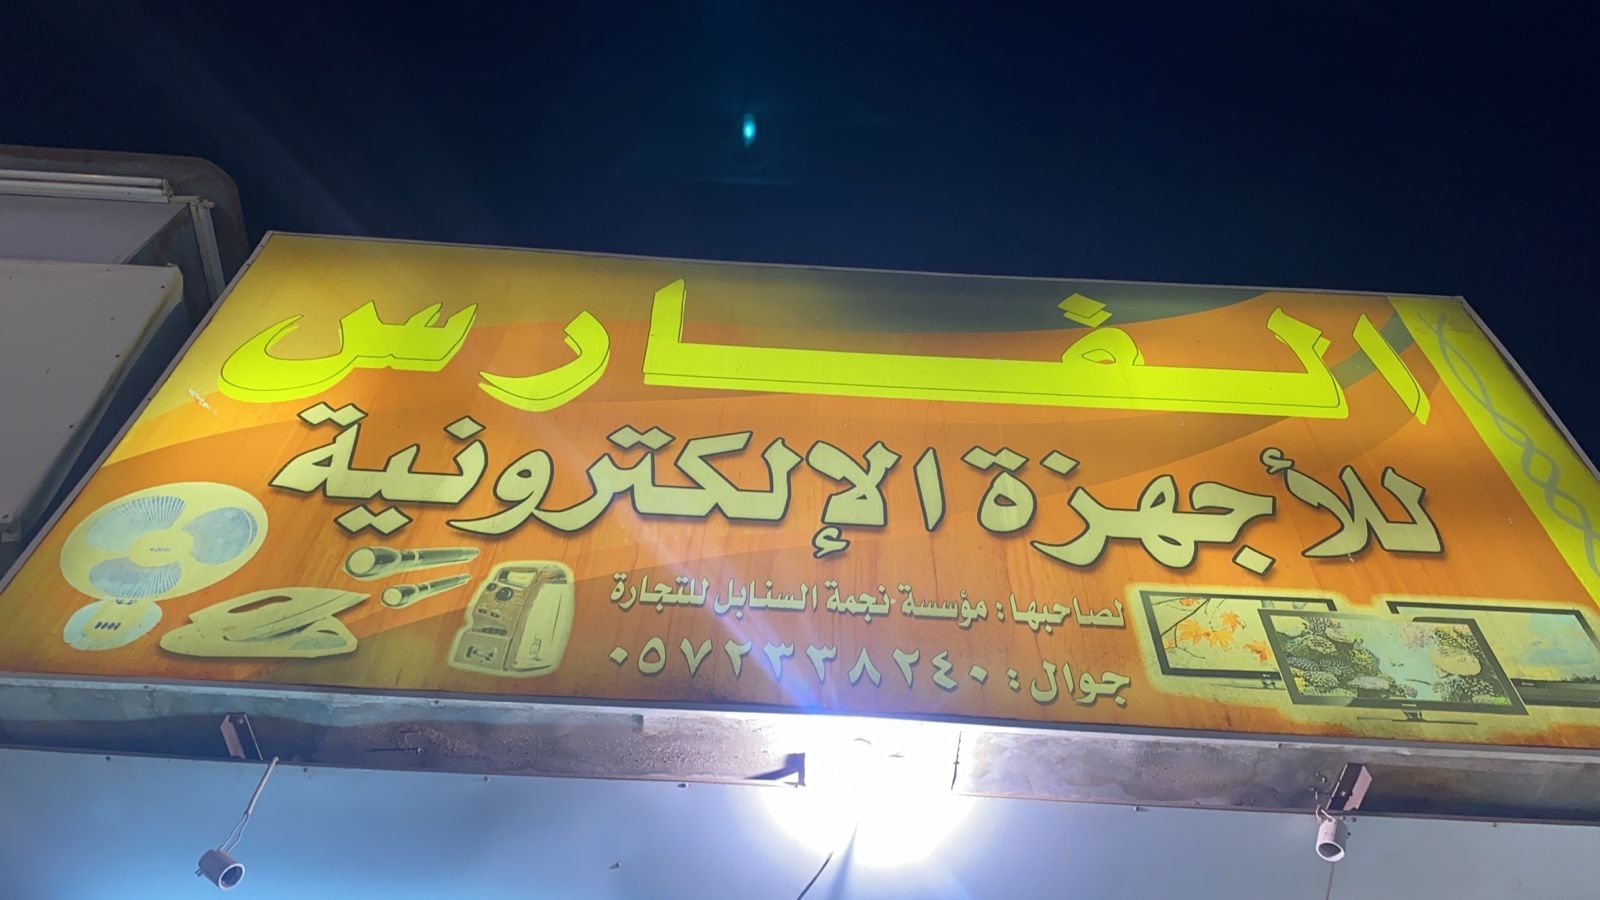 الفارس
للأجهزة الإلكترونية
لصاحبها : مؤسسة نجمة السنابل للتجارة
جوال : ٠٥٧٢٣٣٨٢٤٠